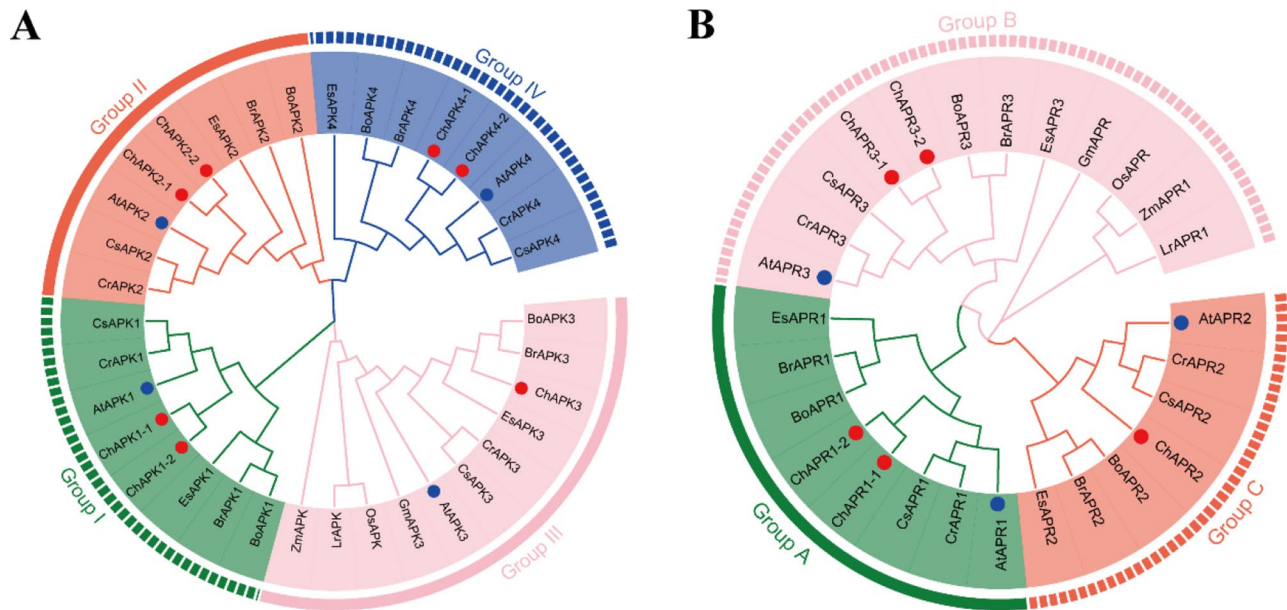 A
Group II
Group IV
Group I
Group III
CrAPK2
CsAPK2
AtAPK2
ChAPK2-1
ChAPK2-2
EsAPK2
BrAPK2
BoAPK2
EsAPK4
BoAPK4
BrAPK4
ChAPK4-1
ChAPK4-2
AtAPK4
CrAPK4
CsAPK4
BoAPK3
BrAPK3
ChAPK3
EsAPK3
CrAPK3
CsAPK3
AtAPK3
GmAPK3
OsAPK
LrAPK
ZmAPK
BoAPK1
BrAPK1
EsAPK1
ChAPK1-2
ChAPK1-1
AtAPK1
CrAPK1
CsAPK1
B
Group B
Group A
Group C
AtAPR3
CrAPR3
CsAPR3
ChAPR3-1
ChAPR3-2
BoAPR3
BrAPR3
EsAPR3
GmAPR
OsAPR
ZmAPR1
LrAPR1
AtAPR2
CrAPR2
CsAPR2
ChAPR2
BoAPR2
BrAPR2
EsAPR2
AtAPR1
CrAPR1
CsAPR1
ChAPR1-1
ChAPR1-2
BoAPR1
BrAPR1
EsAPR1